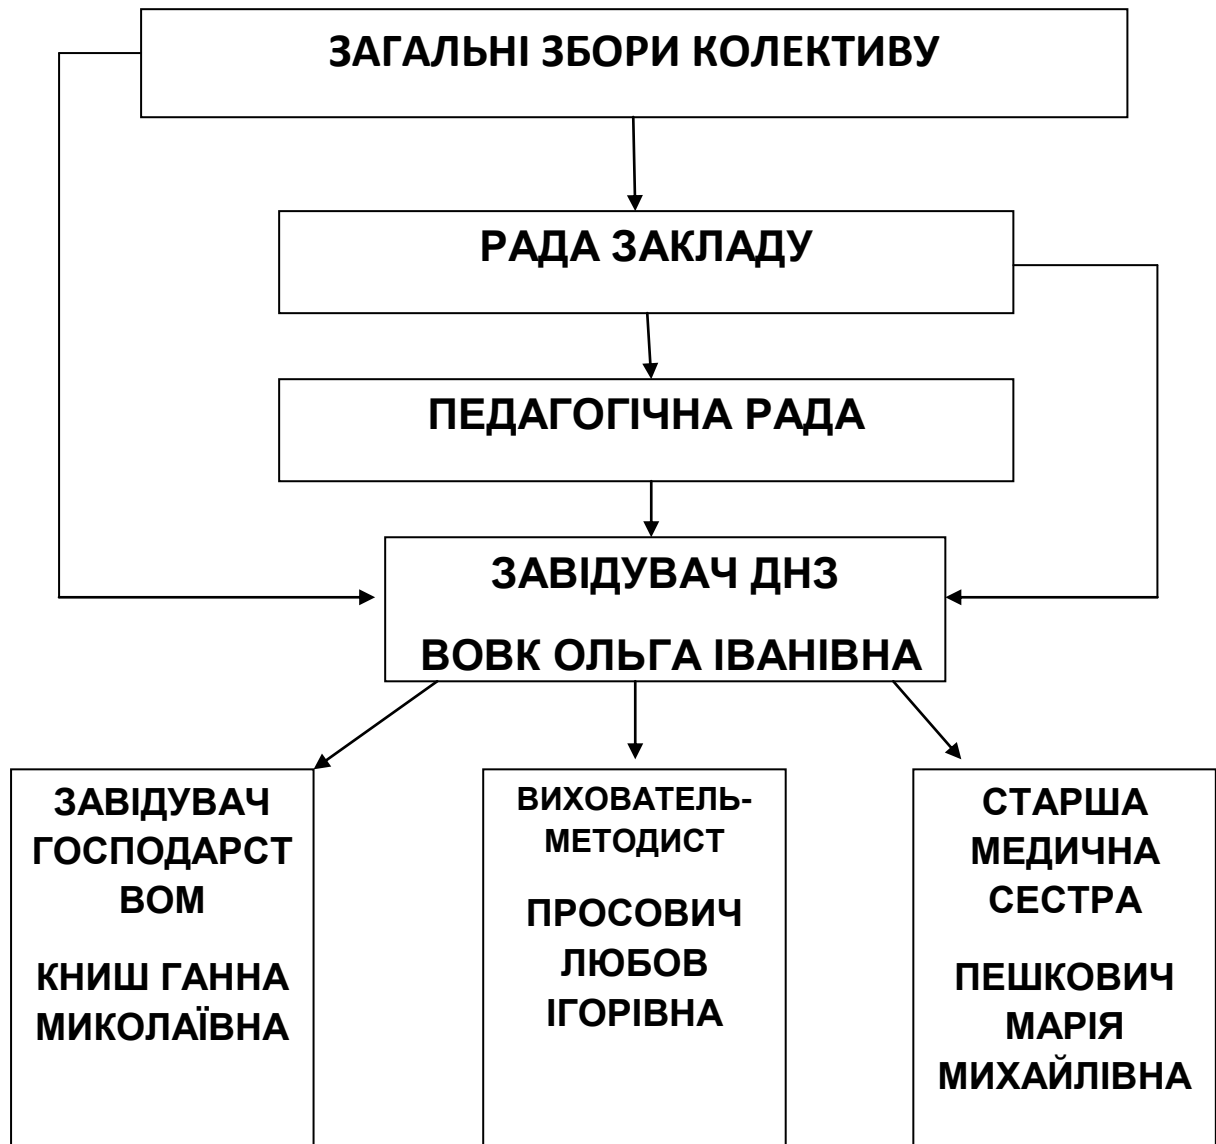 ЗАГАЛЬНІ ЗБОРИ КОЛЕКТИВУ
РАДА ЗАКЛАДУ
ПЕДАГОГІЧНА РАДА
ЗАВІДУВАЧ ДНЗ
ВОВК ОЛЬГА ІВАНІВНА
ЗАВІДУВАЧ
ГОСПОДАРСТ
ВОМ
КНИШ ГАННА
МИКОЛАЇВНА
ВИХОВАТЕЛЬ-
МЕТОДИСТ
ПРОСОВИЧ
ЛЮБОВ
ІГОРІВНА
СТАРША
МЕДИЧНА
СЕСТРА
ПЕШКОВИЧ
МАРІЯ
МИХАЙЛІВНА